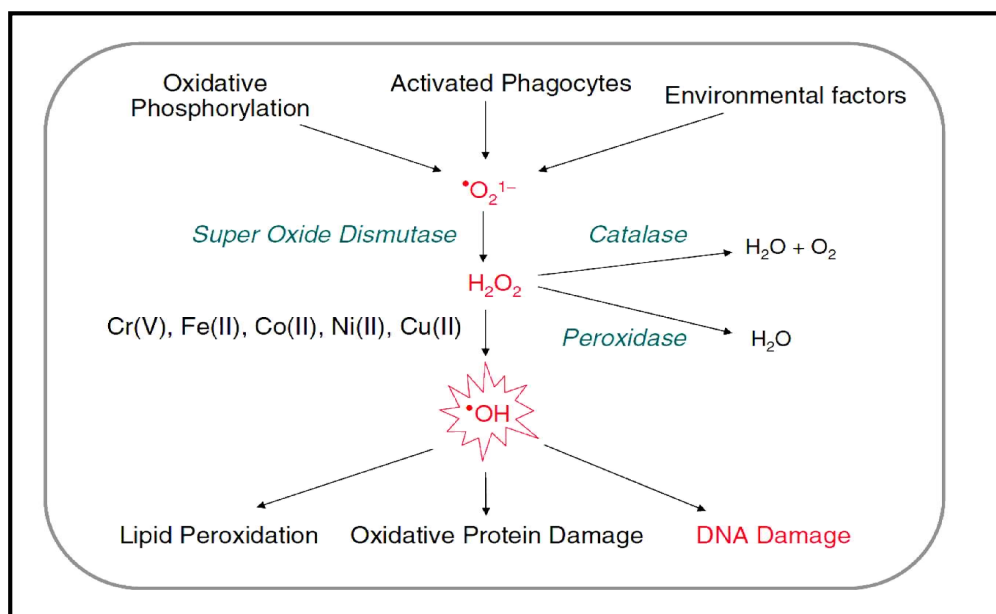 Oxidative
Phosphorylation
Activated Phagocytes
Environmental factors
•O₂¹⁻
Super Oxide Dismutase
Catalase
H₂O + O₂
H₂O₂
Cr(V), Fe(II), Co(II), Ni(II), Cu(II)
Peroxidase
H₂O
•OH
Lipid Peroxidation
Oxidative Protein Damage
DNA Damage